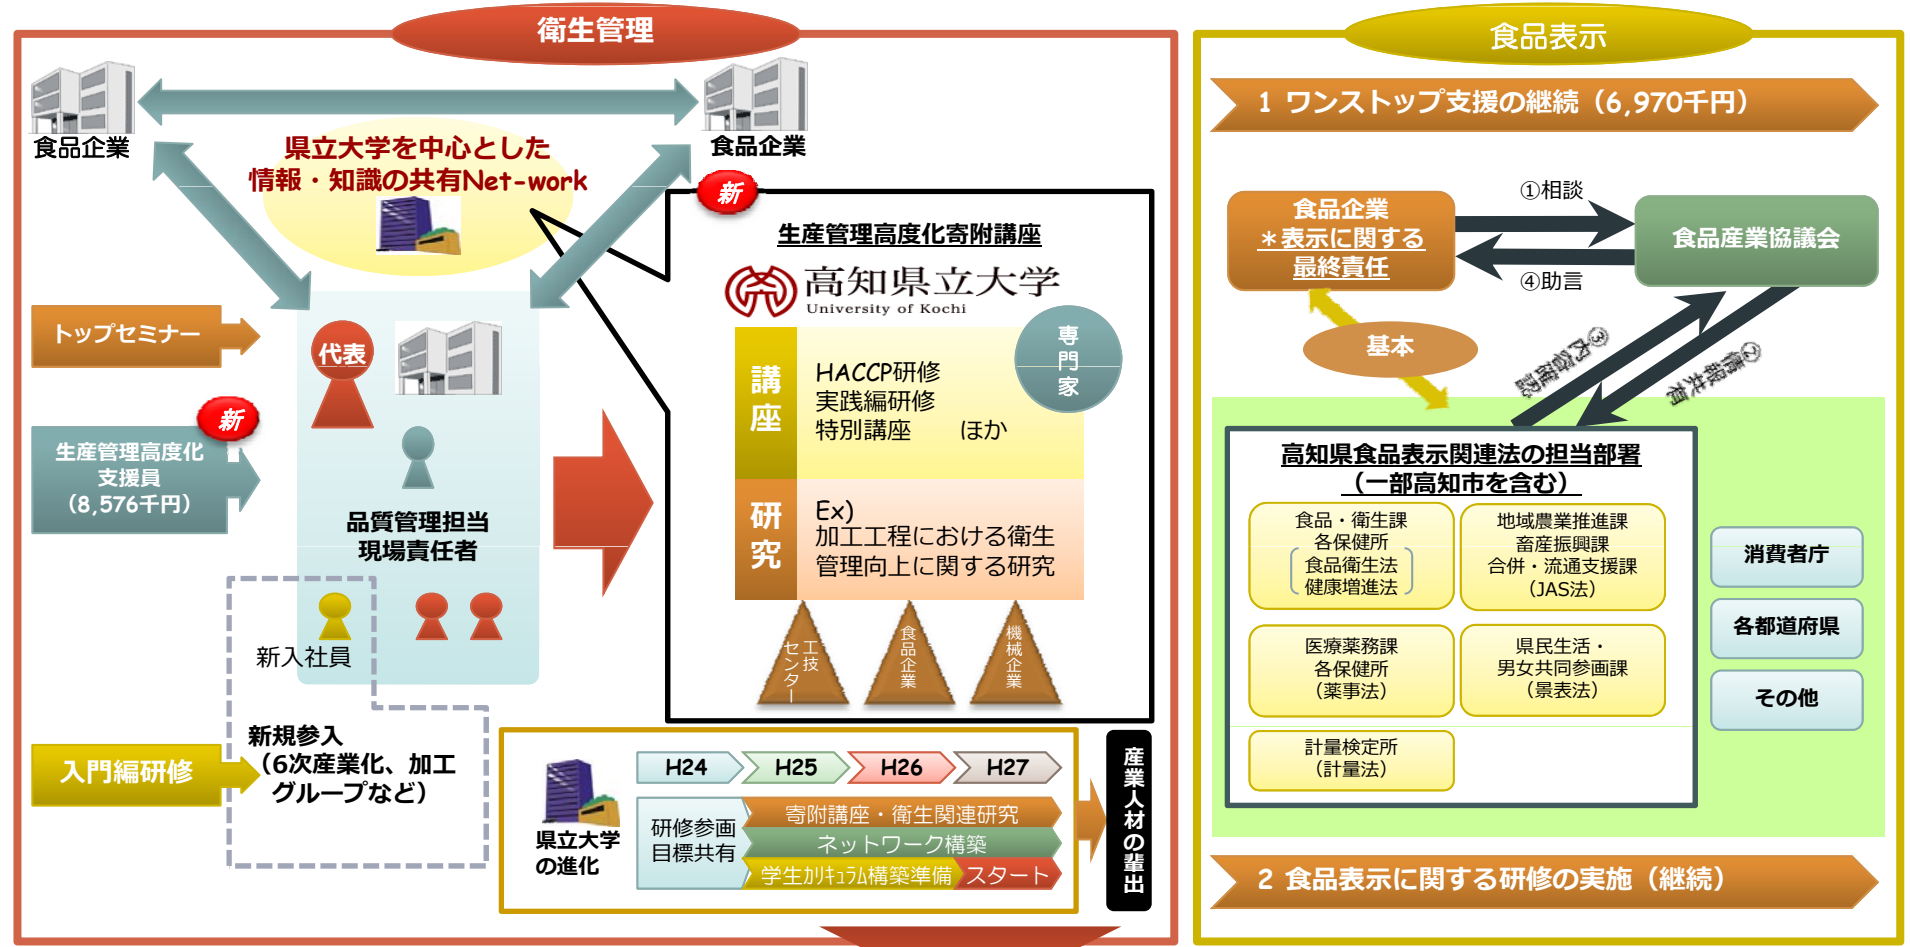 衛生管理
食品企業
食品企業
県立大学を中心とした
情報・知識の共有Net-work
トップセミナー
新
生産管理高度化
支援員
（8,576千円）
代表
品質管理担当
現場責任者
新入社員
入門編研修
新規参入
（6次産業化、加工
グループなど）
新
生産管理高度化寄附講座
高知県立大学
University of Kochi
専門家
講座
HACCP研修
実践編研修
特別講座　ほか
研究
Ex)
加工工程における衛生
管理向上に関する研究
工技
センター
食品企業
機械企業
県立大学
の進化
H24
H25
H26
H27
研修参画
目標共有
寄附講座・衛生関連研究
ネットワーク構築
学生ｶﾘｷｭﾗﾑ構築準備
スタート
産業人材の輩出
食品表示
1 ワンストップ支援の継続（6,970千円）
食品企業
＊表示に関する
最終責任
①相談
④助言
食品産業協議会
基本
③内容確認
②情報共有
高知県食品表示関連法の担当部署
（一部高知市を含む）
食品・衛生課
各保健所
食品衛生法
健康増進法
地域農業推進課
畜産振興課
合併・流通支援課
（JAS法）
医療薬務課
各保健所
（薬事法）
県民生活・
男女共同参画課
（景表法）
計量検定所
（計量法）
消費者庁
各都道府県
その他
2 食品表示に関する研修の実施（継続）